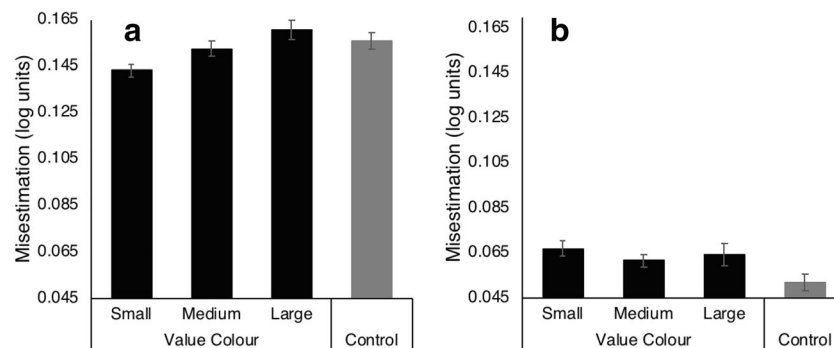 a
Misestimation (log units)
0.165
0.145
0.125
0.105
0.085
0.065
0.045
Small Medium Large
Value Colour Control
b
Misestimation (log units)
0.165
0.145
0.125
0.105
0.085
0.065
0.045
Small Medium Large
Value Colour Control